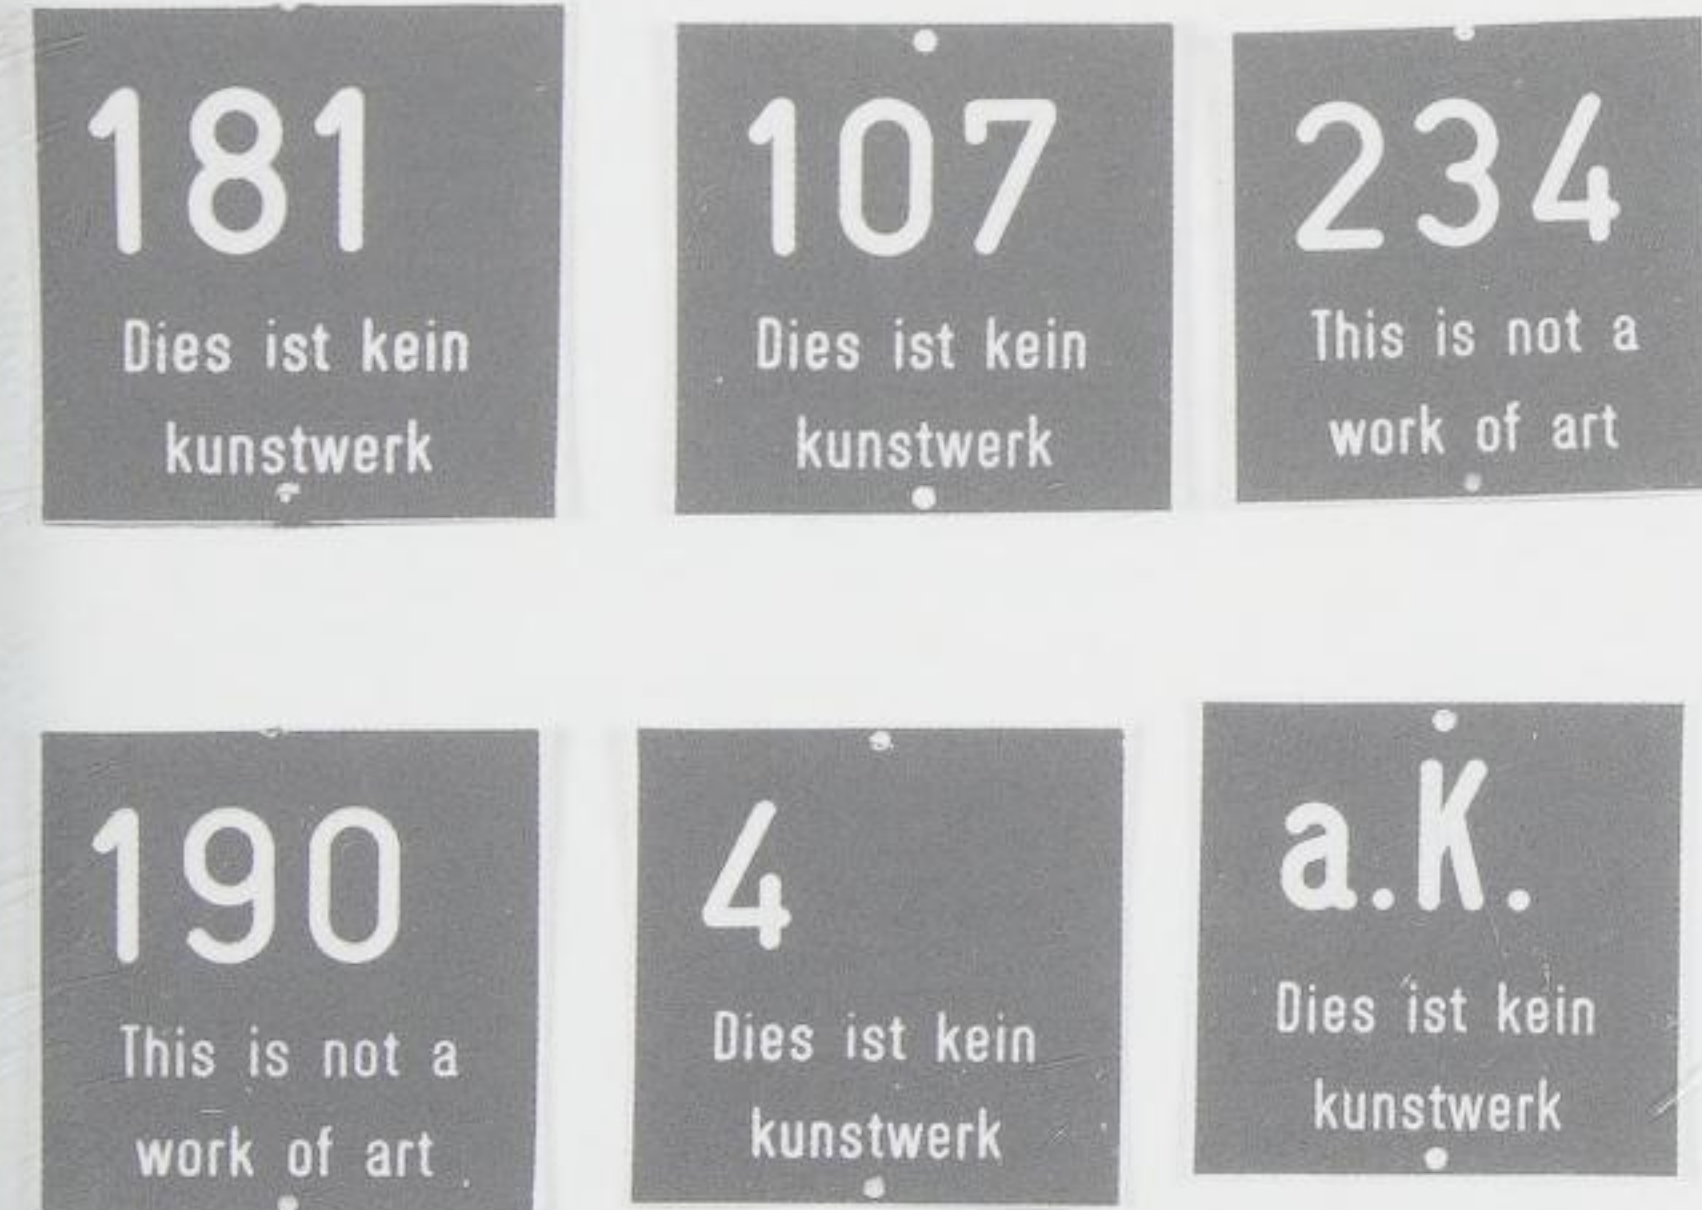 181
Dies ist kein
kunstwerk
107
Dies ist kein
kunstwerk
234
This is not a
work of art
190
This is not a
work of art
4
Dies ist kein
kunstwerk
a.K.
Dies ist kein
kunstwerk